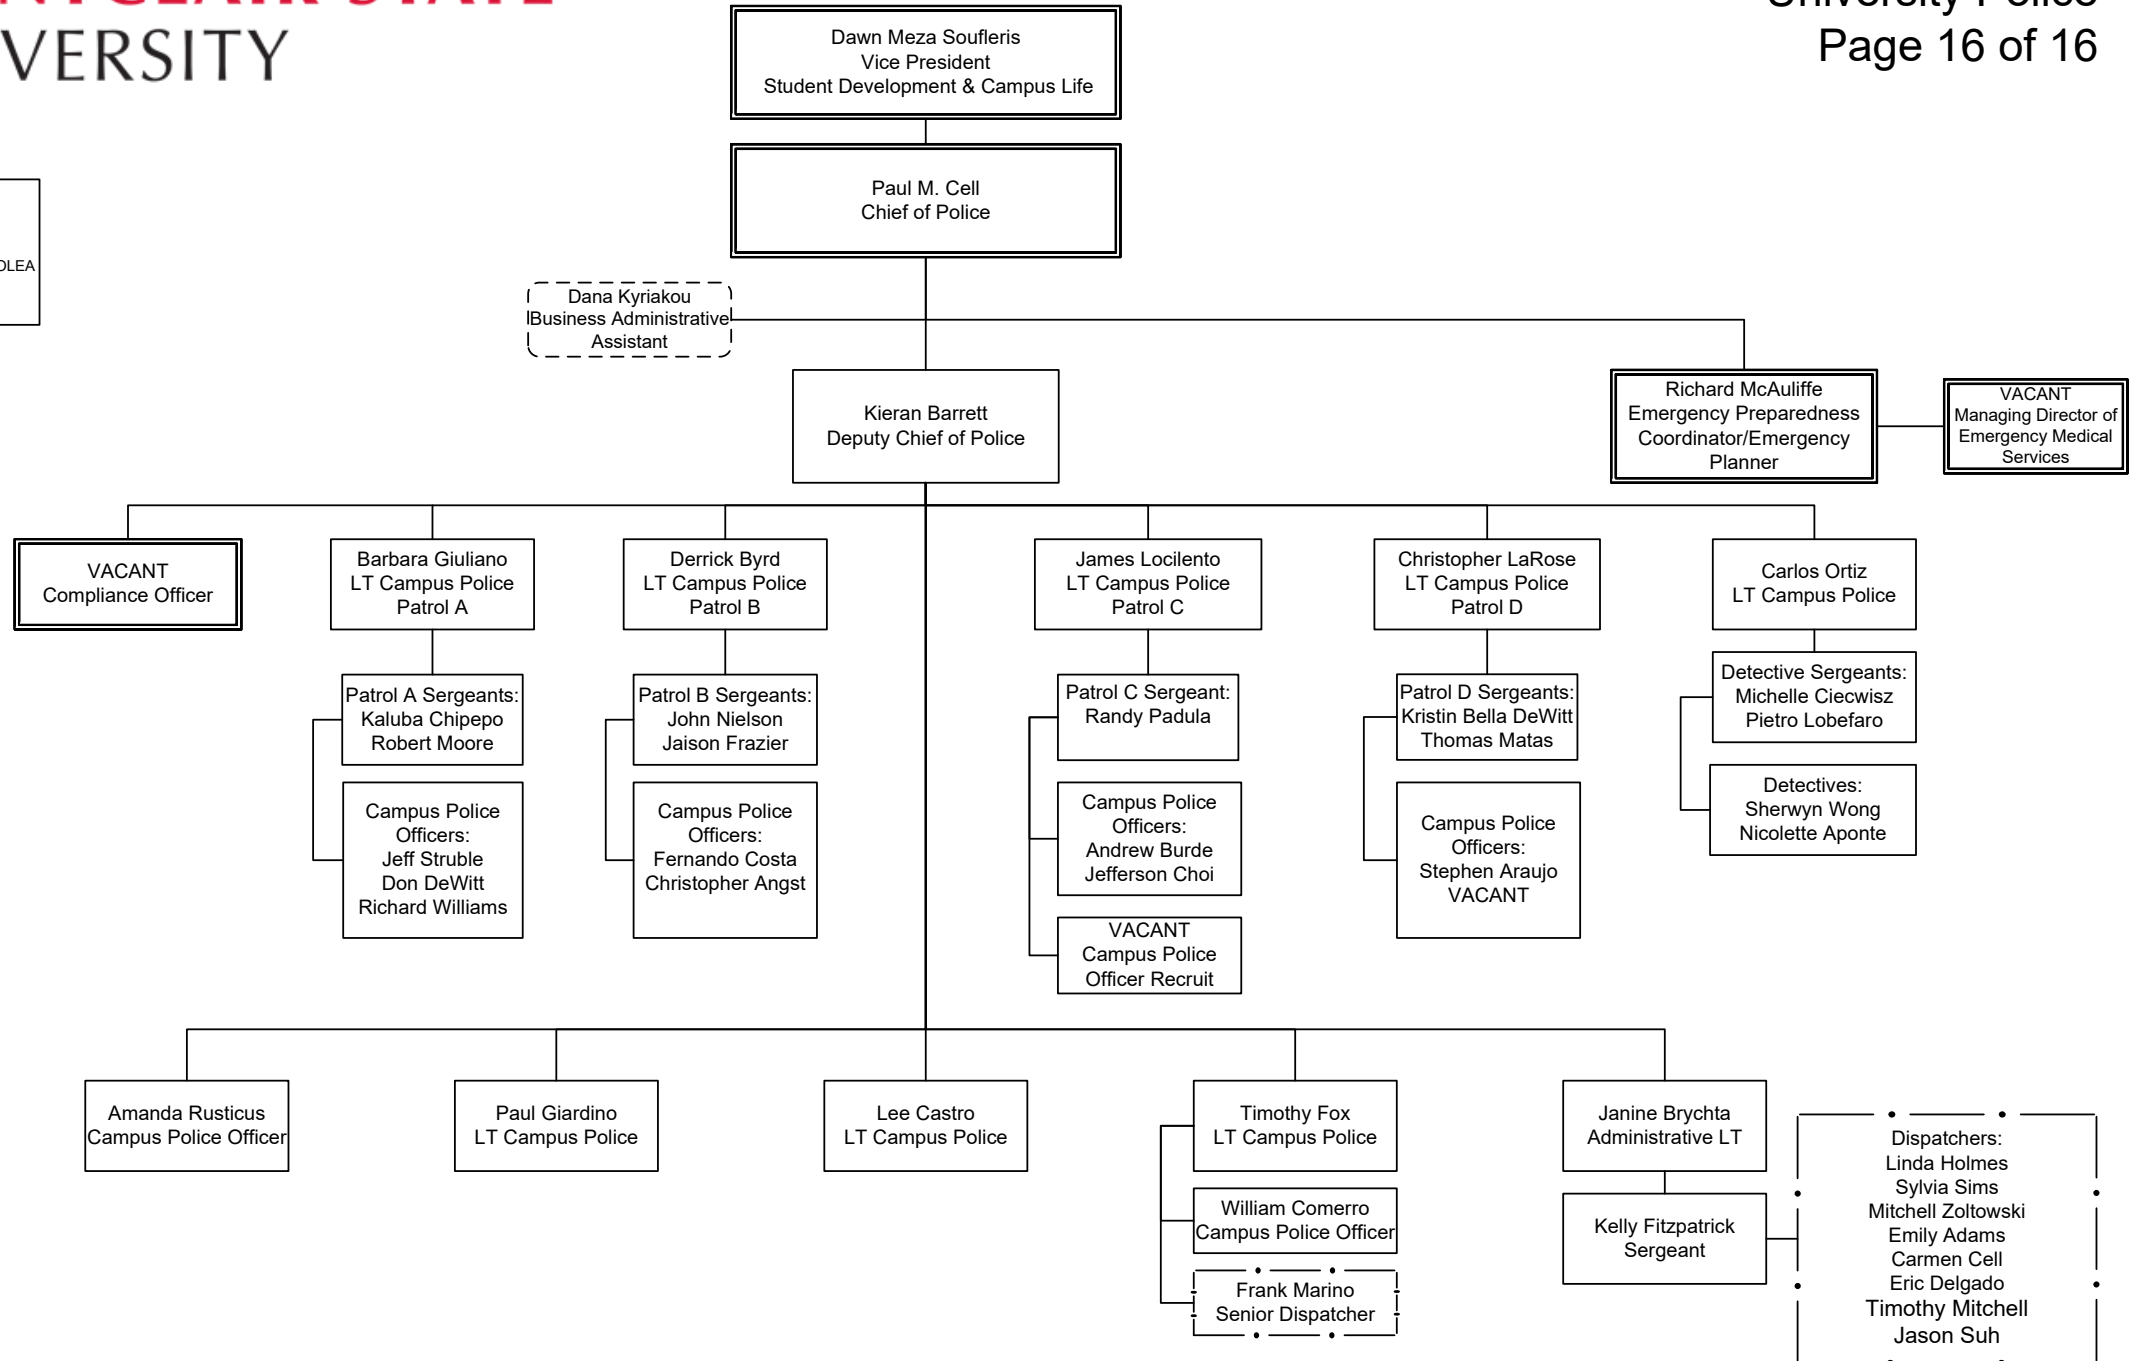 VERSITY
Page 16 of 16
Dawn Meza Soufleris
Vice President
Student Development & Campus Life
Paul M. Cell
Chief of Police
OLEA
Dana Kyriakou
Business Administrative
Assistant
Kieran Barrett
Deputy Chief of Police
Richard McAuliffe
Emergency Preparedness
Coordinator/Emergency
Planner
VACANT
Managing Director of
Emergency Medical
Services
VACANT
Compliance Officer
Barbara Giuliano
LT Campus Police
Patrol A
Derrick Byrd
LT Campus Police
Patrol B
James Locilento
LT Campus Police
Patrol C
Christopher LaRose
LT Campus Police
Patrol D
Carlos Ortiz
LT Campus Police
Patrol A Sergeants:
Kaluba Chipepo
Robert Moore
Patrol B Sergeants:
John Nielson
Jaison Frazier
Patrol C Sergeant:
Randy Padula
Patrol D Sergeants:
Kristin Bella DeWitt
Thomas Matas
Detective Sergeants:
Michelle Ciecwisz
Pietro Lobefaro
Campus Police
Officers:
Jeff Struble
Don DeWitt
Richard Williams
Campus Police
Officers:
Fernando Costa
Christopher Angst
Campus Police
Officers:
Andrew Burde
Jefferson Choi
Campus Police
Officers:
Stephen Araujo
VACANT
Detectives:
Sherwyn Wong
Nicolette Aponte
VACANT
Campus Police
Officer Recruit
Amanda Rusticus
Campus Police Officer
Paul Giardino
LT Campus Police
Lee Castro
LT Campus Police
Timothy Fox
LT Campus Police
Janine Brychta
Administrative LT
William Comerro
Campus Police Officer
Frank Marino
Senior Dispatcher
Kelly Fitzpatrick
Sergeant
Dispatchers:
Linda Holmes
Sylvia Sims
Mitchell Zoltowski
Emily Adams
Carmen Cell
Eric Delgado
Timothy Mitchell
Jason Suh